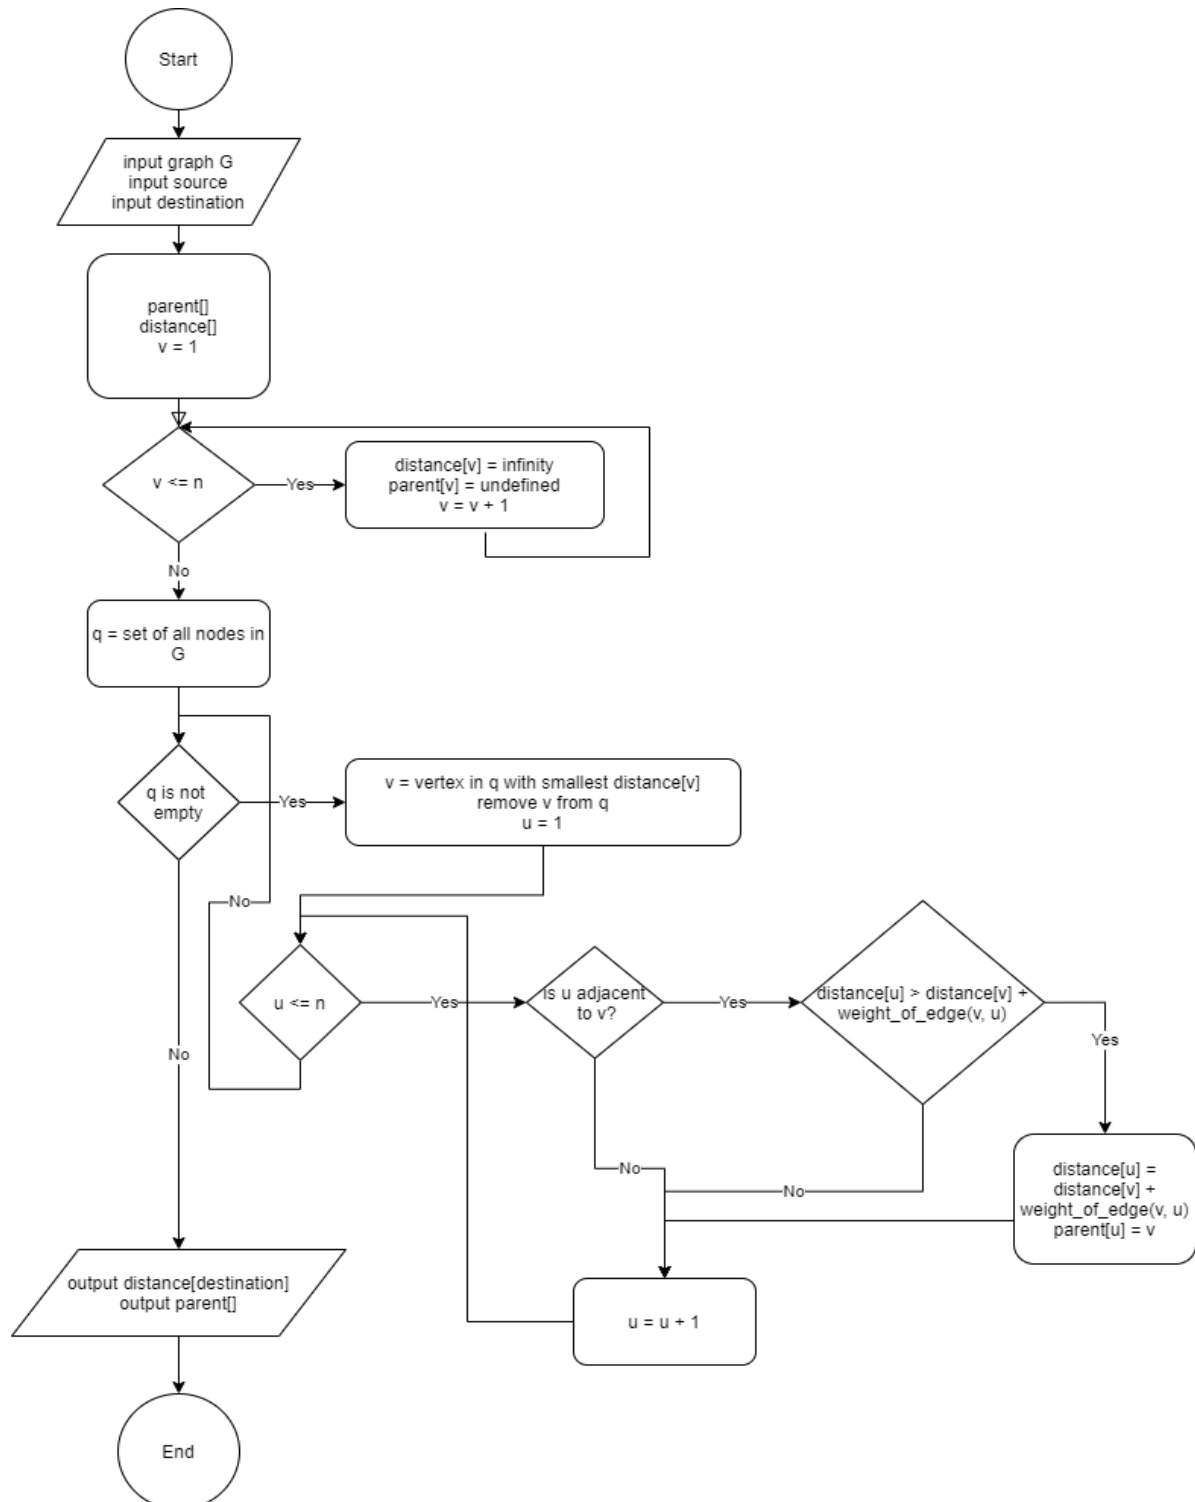 Start
input graph G
input source
input destination
parent[]
distance[]
v = 1
v <= n
Yes
distance[v] = infinity
parent[v] = undefined
v = v + 1
No
q = set of all nodes in
G
q is not
empty
Yes
v = vertex in q with smallest distance[v]
remove v from q
u = 1
No
u <= n
Yes
is u adjacent
to v?
Yes
distance[u] > distance[v] +
weight_of_edge(v, u)
Yes
No
No
No
distance[u] =
distance[v] +
weight_of_edge(v, u)
parent[u] = v
output distance[destination]
output parent[]
u = u + 1
End